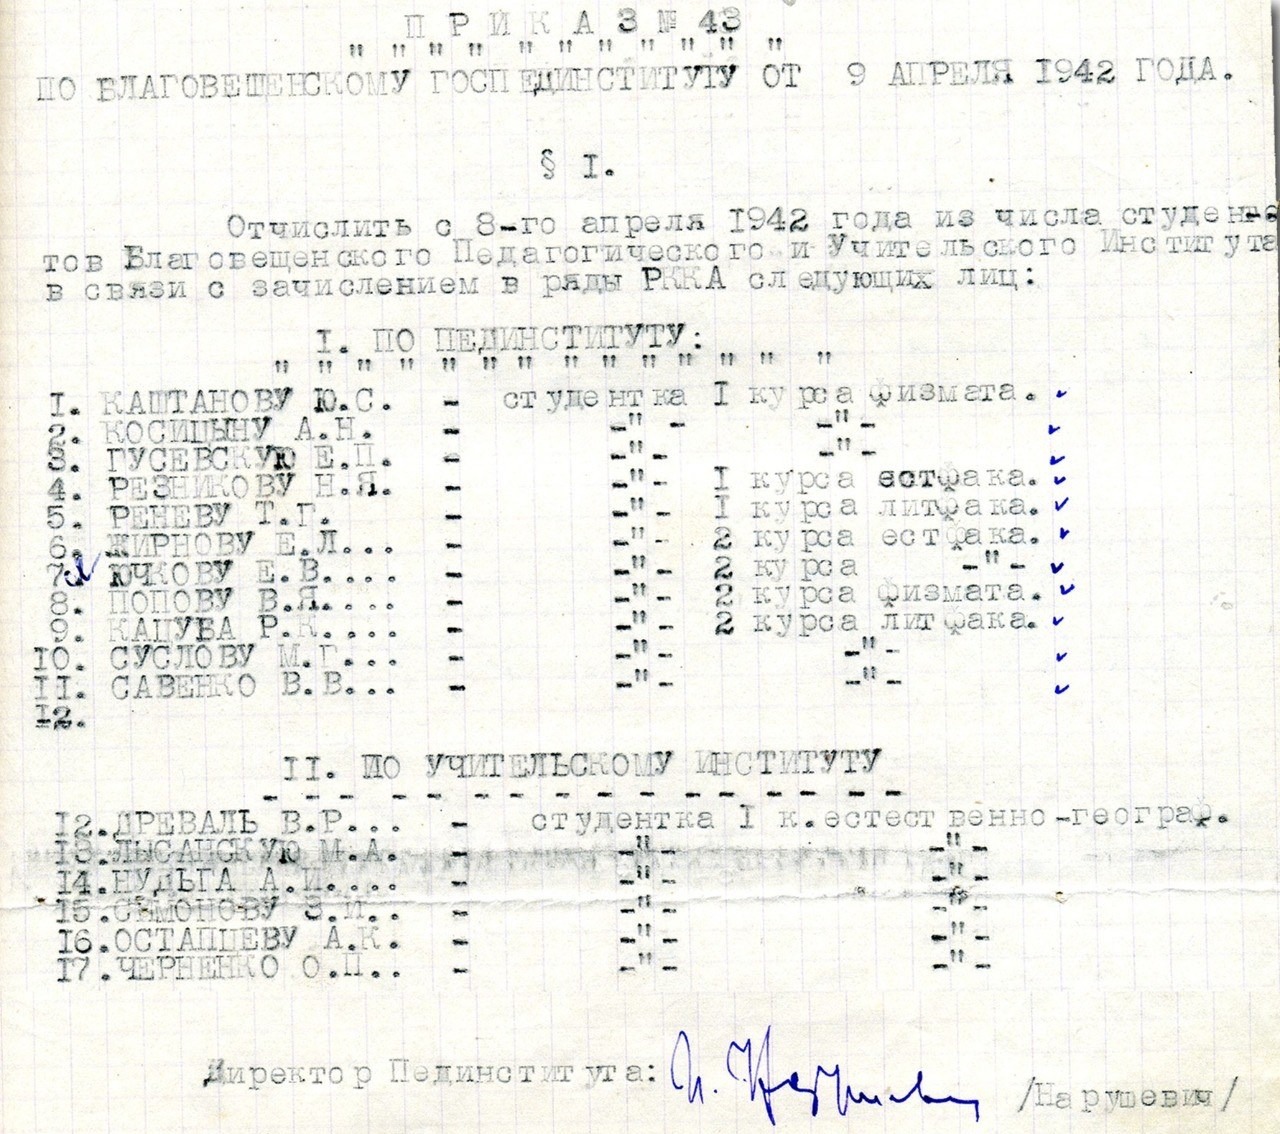 ПРИКАЗ № 43
" " " " " " " " " " "
ПО БЛАГОВЕЩЕНСКОМУ ГОСПЕДИНСТИТУТУ ОТ 9 АПРЕЛЯ 1942 ГОДА.
§ I.
Отчислить с 8-го апреля 1942 года из числа студен-
тов Благовещенского Педагогического и Учительского Института
в связи с зачислением в ряды РККА следующих лиц:
I. ПО ПЕДИНСТИТУТУ:
" " " " " " " " " " " " " "
I. КАШТАНОВУ Ю.С. - студентка I курса физмата.
2. КОСИЦЫНУ А.Н. - -"- -"-
3. ГУСЕВСКУЮ Е.П. - -"- -"-
4. РЕЗНИКОВУ Н.Я. - -"- I курса естфака.
5. РЕНЕВУ Т.Г. - -"- I курса литфака.
6. ЖИРНОВУ Е.Л... - -"- 2 курса естфака.
7. ЮЧКОВУ Е.В.... - -"- 2 курса -"-
8. ПОПОВУ В.Я.... - -"- 2 курса физмата.
9. КАЦУБА Р.К.... - -"- 2 курса литфака.
10. СУСЛОВУ М.Г... - -"- -"-
II. САВЕНКО В.В... - -"- -"-
12.
II. ПО УЧИТЕЛЬСКОМУ ИНСТИТУТУ
- - - - - - - - - - - - - - -
12.ДРЕВАЛЬ В.Р... - студентка I к.естественно-географ.
13.ЛЫСАНСКУЮ М.А. - -"- -"-
14.НУДЬГА А.И.... - -"- -"-
15.СЕМОНОВУ З.И.. - -"- -"-
16.ОСТАПЦЕВУ А.К. - -"- -"-
17.ЧЕРНЕНКО О.П.. - -"- -"-
Директор Пединститута: /Нарушевич/